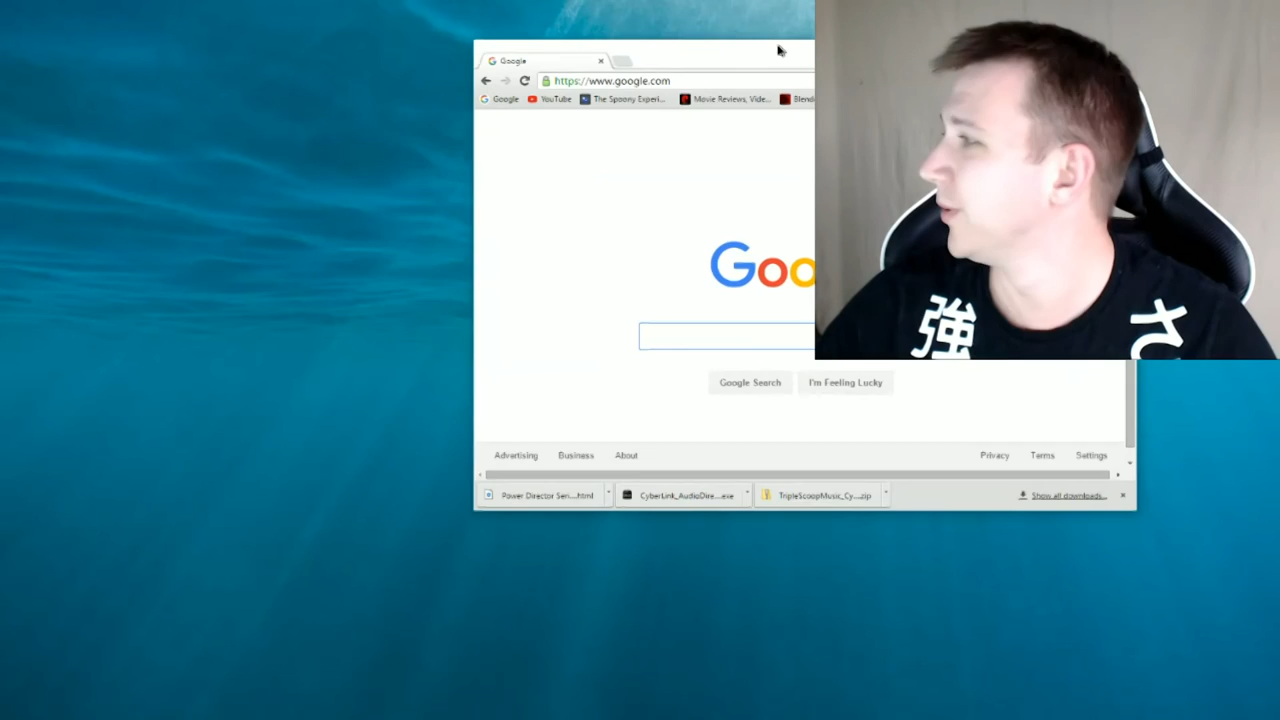 Google
https://www.google.com
Google YouTube The Spoony Experi... Movie Reviews, Vide... Blend
Goo
強 さ
Google Search I'm Feeling Lucky
Advertising Business About Privacy Terms Settings
Power Director Seri....html CyberLink_AudioDire....exe TripleScoopMusic_Cy....zip Show all downloads...